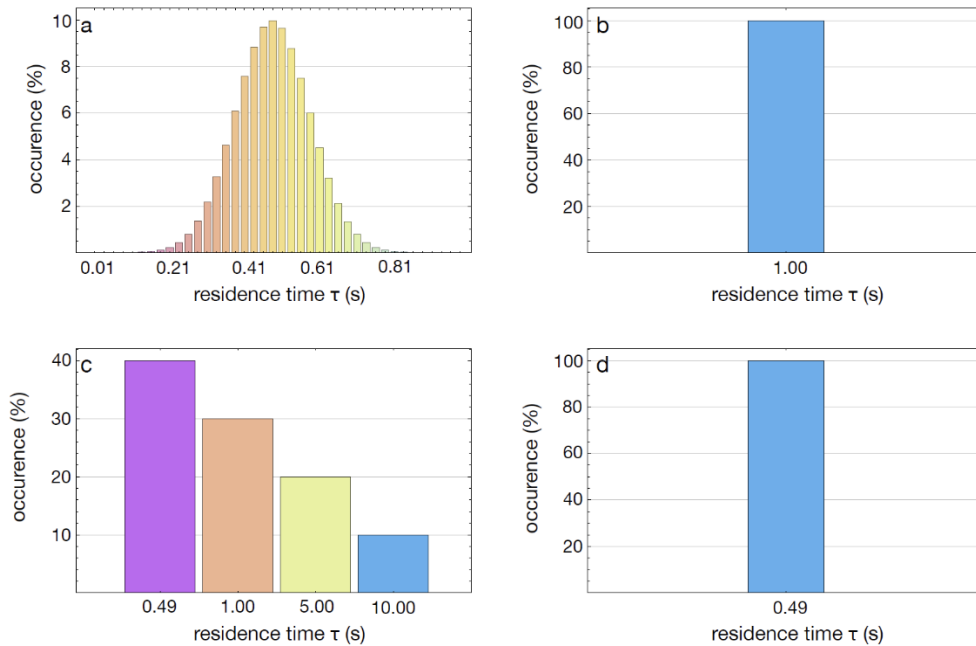 a
10
8
6
4
2
occurence (%)
0.01 0.21 0.41 0.61 0.81
residence time τ (s)
b
100
80
60
40
20
occurence (%)
1.00
residence time τ (s)
c
40
30
20
10
occurence (%)
0.49 1.00 5.00 10.00
residence time τ (s)
d
100
80
60
40
20
occurence (%)
0.49
residence time τ (s)